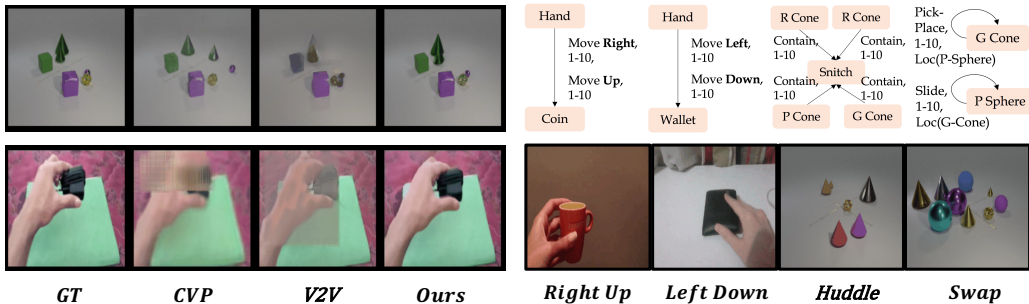 Hand
Move Right,
1-10,
Move Up,
1-10
Coin
Hand
Move Left,
1-10,
Move Down,
1-10
Wallet
R Cone
R Cone
Contain,
1-10
Contain,
1-10
Snitch
Contain,
1-10
Contain,
1-10
P Cone
G Cone
Pick-
Place,
1-10,
Loc(P-Sphere)
G Cone
Slide,
1-10,
Loc(G-Cone)
P Sphere
GT
CVP
V2V
Ours
Right Up
Left Down
Huddle
Swap